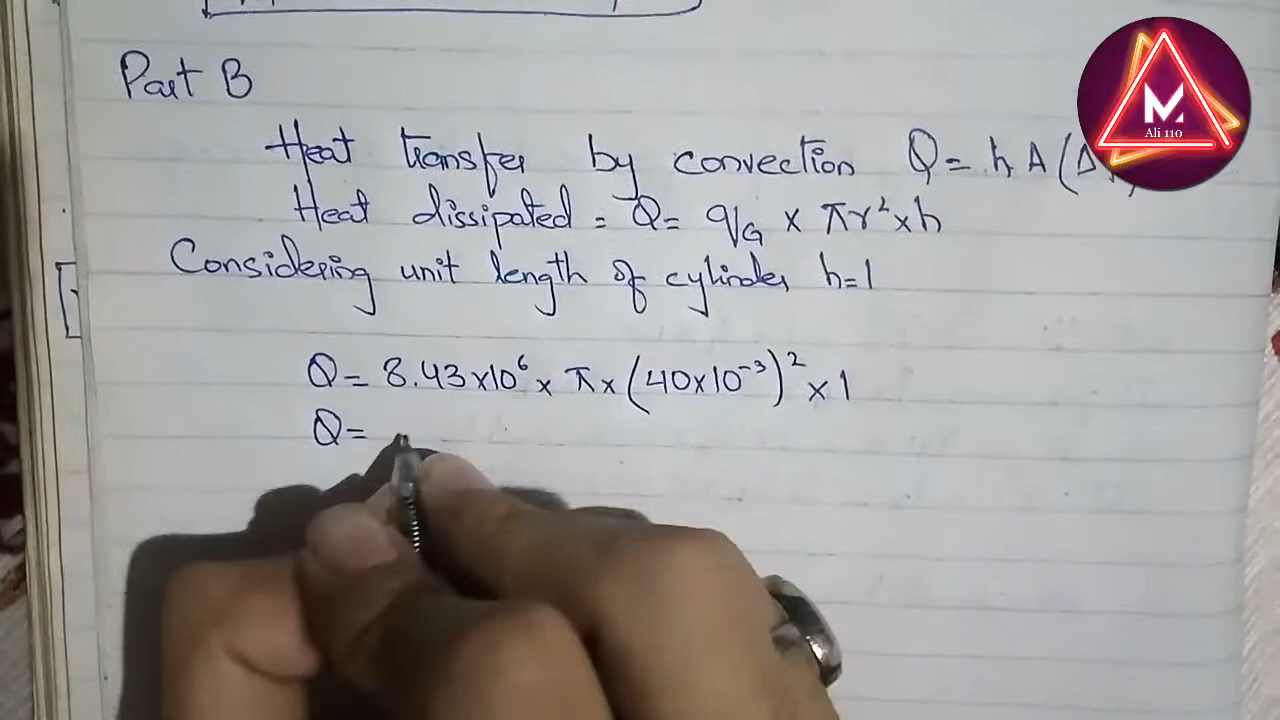 Part B
Heat transfer by convection Q = h A (Δ
Heat dissipated = Q = qG × πr² × h
Considering unit length of cylinder h=1
Q = 8.43×10⁶ × π × (40×10⁻³)² × 1
Q =
M
Ali 110